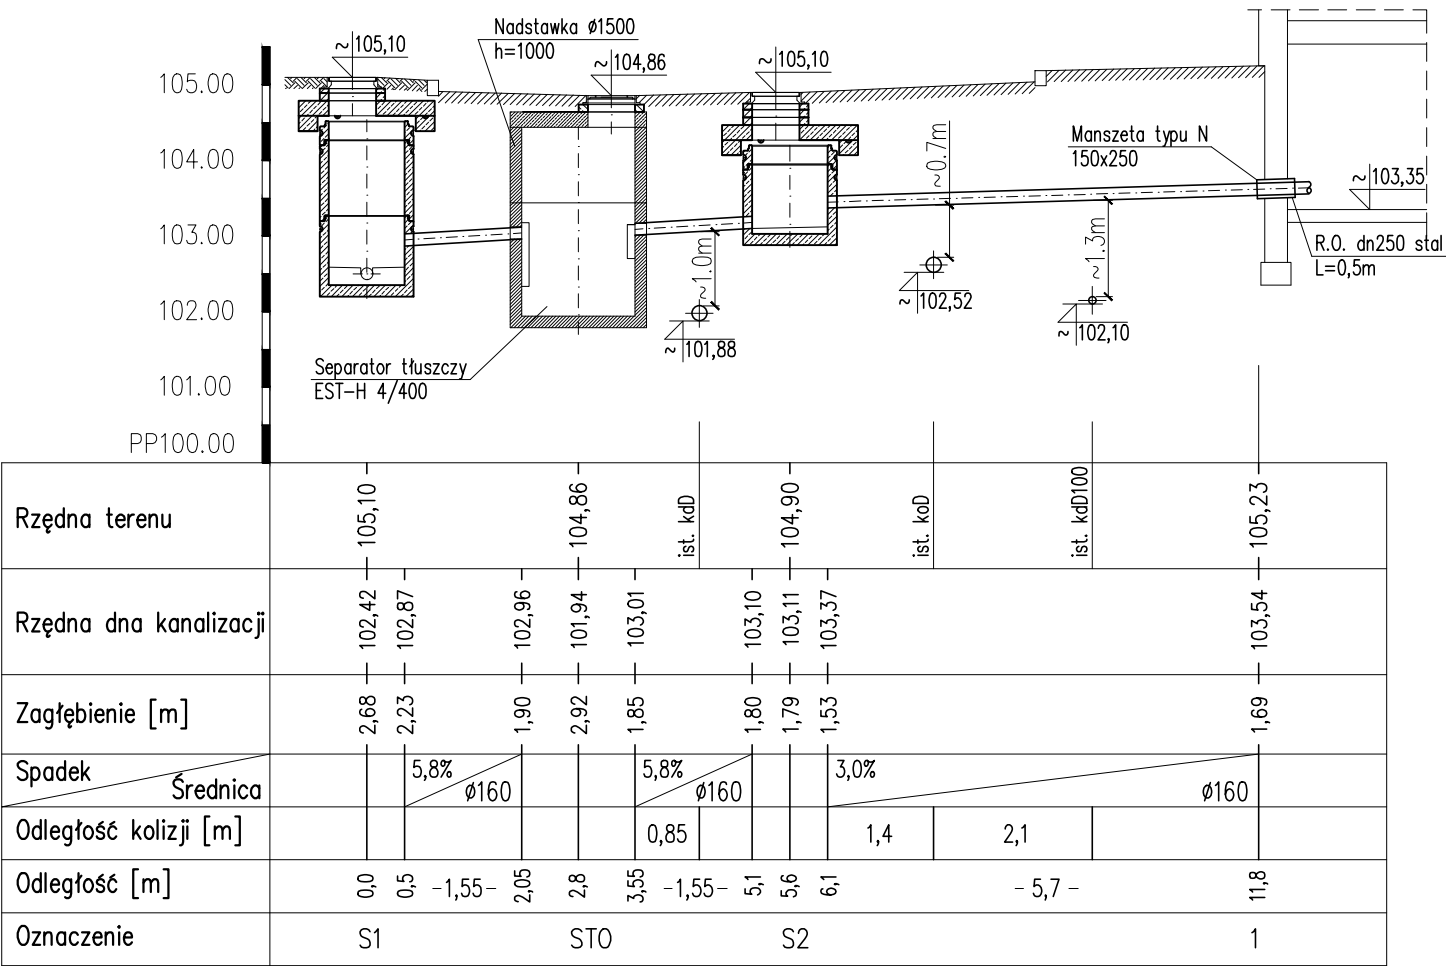 Nadstawka ø1500
h=1000
~105,10
~104,86
~105,10
105.00
104.00
103.00
102.00
101.00
PP100.00
~0.7m
Manszeta typu N
150x250
~103,35
R.O. dn250 stal
L=0,5m
~1.0m
~1.3m
~102,52
~102,10
~101,88
Separator tłuszczy
EST-H 4/400
Rzędna terenu
105,10
104,86
ist. kdD
104,90
ist. koD
ist. kdD100
105,23
Rzędna dna kanalizacji
102,42
102,87
102,96
101,94
103,01
103,10
103,11
103,37
103,54
Zagłębienie [m]
2,68
2,23
1,90
2,92
1,85
1,80
1,79
1,53
1,69
Spadek
Średnica
5,8%
ø160
5,8%
ø160
3,0%
ø160
Odległość kolizji [m]
0,85
1,4
2,1
Odległość [m]
0,0
0,5
-1,55-
2,05
2,8
3,55
-1,55-
5,1
5,6
6,1
- 5,7 -
11,8
Oznaczenie
S1
STO
S2
1